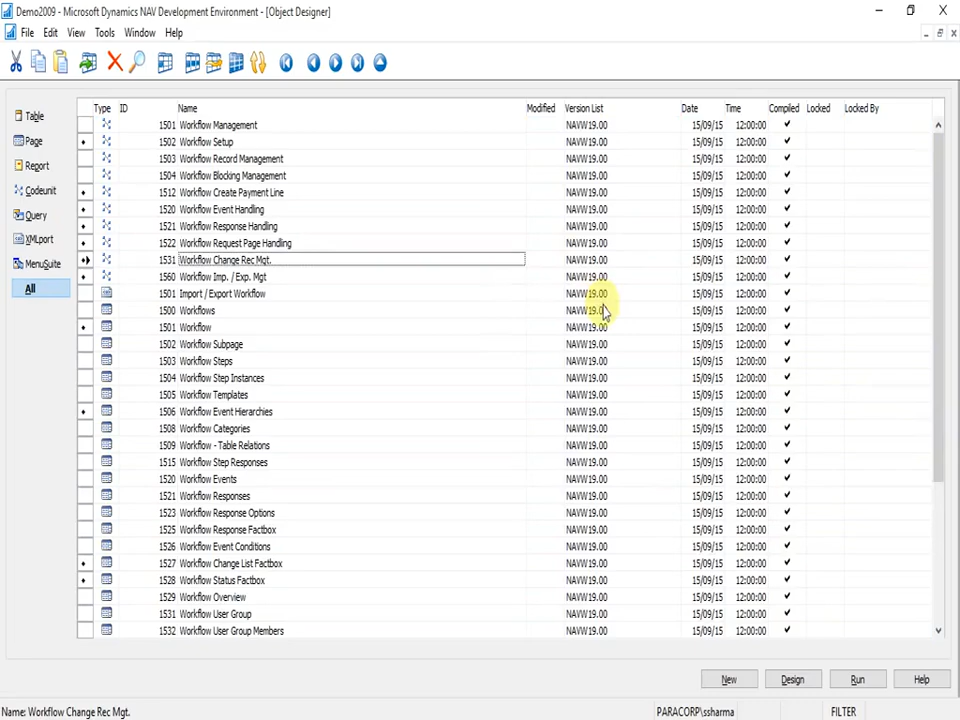 Demo2009 - Microsoft Dynamics NAV Development Environment - [Object Designer]
File Edit View Tools Window Help
Type ID Name Modified Version List Date Time Compiled Locked Locked By
Table
Page
Report
Codeunit
Query
XMLport
MenuSuite
All
1501 Workflow Management NAVW19.00 15/09/15 12:00:00
1502 Workflow Setup NAVW19.00 15/09/15 12:00:00
1503 Workflow Record Management NAVW19.00 15/09/15 12:00:00
1504 Workflow Blocking Management NAVW19.00 15/09/15 12:00:00
1512 Workflow Create Payment Line NAVW19.00 15/09/15 12:00:00
1520 Workflow Event Handling NAVW19.00 15/09/15 12:00:00
1521 Workflow Response Handling NAVW19.00 15/09/15 12:00:00
1522 Workflow Request Page Handling NAVW19.00 15/09/15 12:00:00
1531 Workflow Change Rec Mgt. NAVW19.00 15/09/15 12:00:00
1560 Workflow Imp. / Exp. Mgt NAVW19.00 15/09/15 12:00:00
1501 Import / Export Workflow NAVW19.00 15/09/15 12:00:00
1500 Workflows NAVW19.00 15/09/15 12:00:00
1501 Workflow NAVW19.00 15/09/15 12:00:00
1502 Workflow Subpage NAVW19.00 15/09/15 12:00:00
1503 Workflow Steps NAVW19.00 15/09/15 12:00:00
1504 Workflow Step Instances NAVW19.00 15/09/15 12:00:00
1505 Workflow Templates NAVW19.00 15/09/15 12:00:00
1506 Workflow Event Hierarchies NAVW19.00 15/09/15 12:00:00
1508 Workflow Categories NAVW19.00 15/09/15 12:00:00
1509 Workflow - Table Relations NAVW19.00 15/09/15 12:00:00
1515 Workflow Step Responses NAVW19.00 15/09/15 12:00:00
1520 Workflow Events NAVW19.00 15/09/15 12:00:00
1521 Workflow Responses NAVW19.00 15/09/15 12:00:00
1523 Workflow Response Options NAVW19.00 15/09/15 12:00:00
1525 Workflow Response Factbox NAVW19.00 15/09/15 12:00:00
1526 Workflow Event Conditions NAVW19.00 15/09/15 12:00:00
1527 Workflow Change List Factbox NAVW19.00 15/09/15 12:00:00
1528 Workflow Status Factbox NAVW19.00 15/09/15 12:00:00
1529 Workflow Overview NAVW19.00 15/09/15 12:00:00
1531 Workflow User Group NAVW19.00 15/09/15 12:00:00
1532 Workflow User Group Members NAVW19.00 15/09/15 12:00:00
New Design Run Help
Name: Workflow Change Rec Mgt. PARACORP\ssharma FILTER